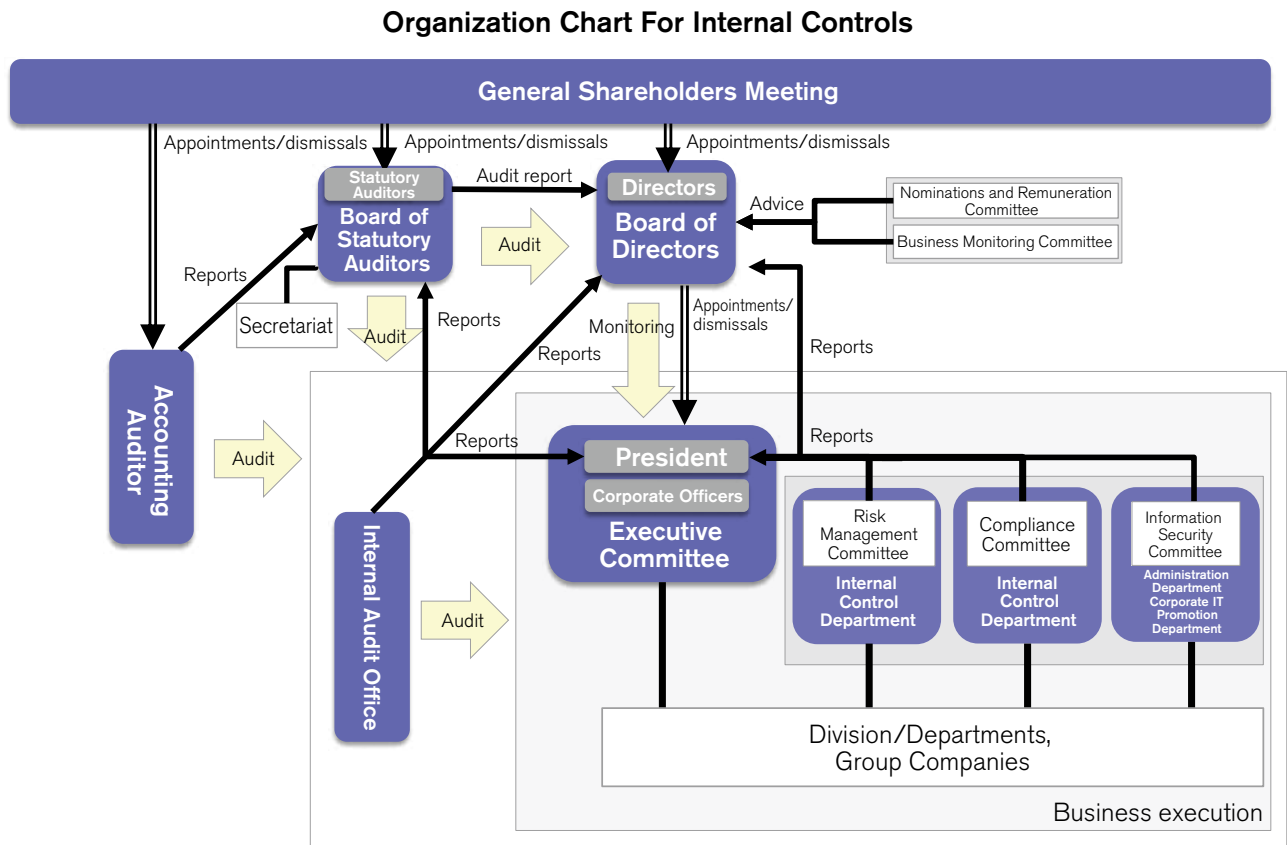 Organization Chart For Internal Controls
General Shareholders Meeting
Appointments/dismissals
Appointments/dismissals
Appointments/dismissals
Statutory
Auditors
Board of
Statutory
Auditors
Audit report
Directors
Board of
Directors
Advice
Nominations and Remuneration
Committee
Business Monitoring Committee
Audit
Reports
Secretariat
Audit
Reports
Monitoring
Appointments/
dismissals
Reports
Reports
Accounting
Auditor
Audit
Reports
President
Corporate Officers
Executive
Committee
Reports
Risk
Management
Committee
Internal
Control
Department
Compliance
Committee
Internal
Control
Department
Information
Security
Committee
Administration
Department
Corporate IT
Promotion
Department
Internal Audit Office
Audit
Division/Departments,
Group Companies
Business execution